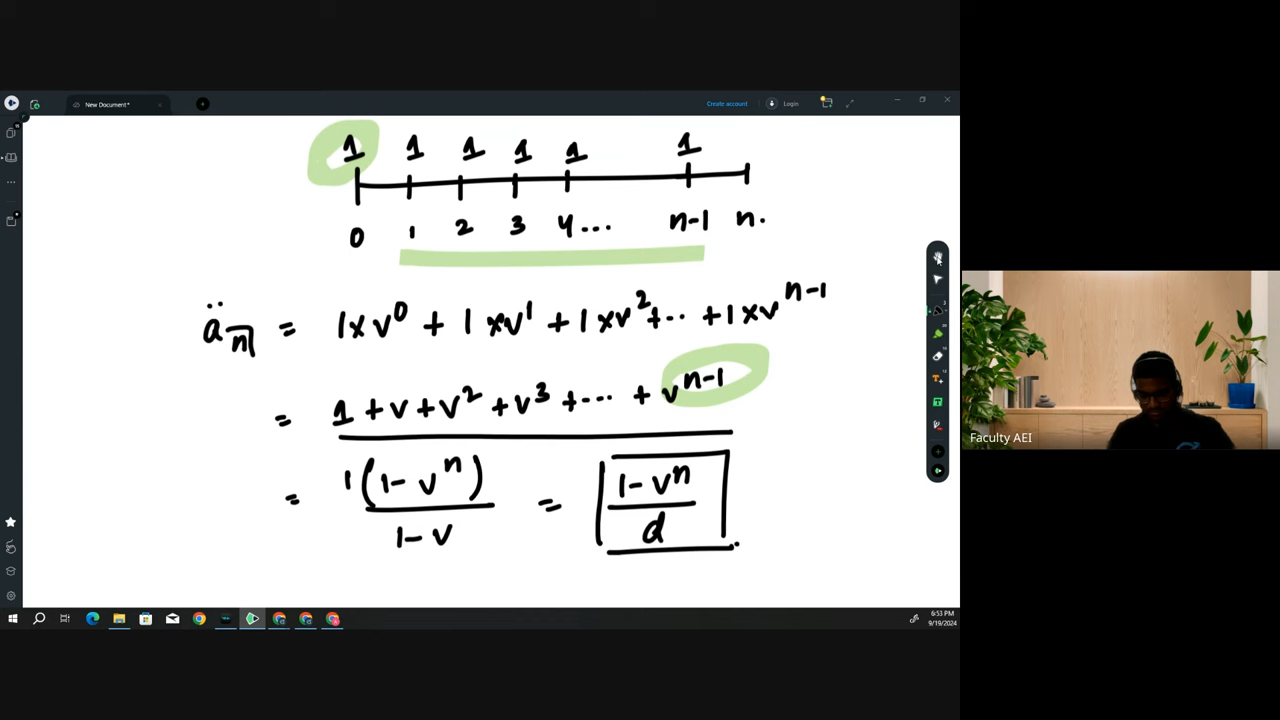 New Document*
Create account
Login
1 1 1 1 1 1
0 1 2 3 4... n-1 n.
ä n̅| = 1×v⁰ + 1×v¹ + 1×v² + ·· + 1×vⁿ⁻¹
= 1 + v + v² + v³ + ··· + vⁿ⁻¹
= 1(1 - vⁿ) / 1 - v = 1 - vⁿ / d
Faculty AEI
6:53 PM
9/19/2024